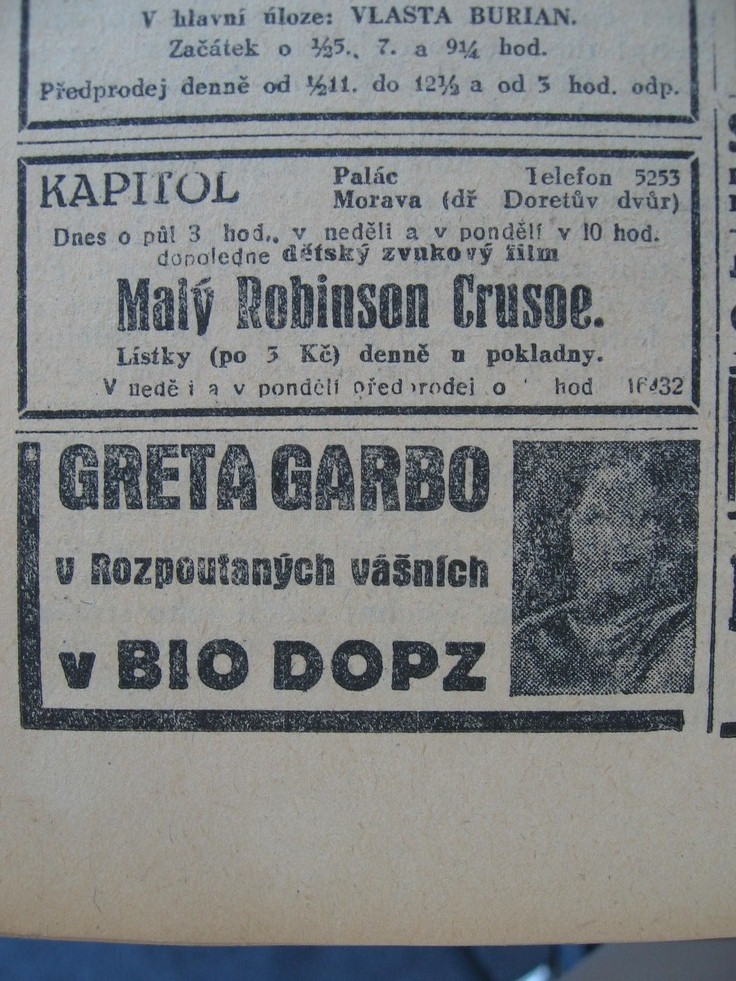 V hlavní úloze: VLASTA BURIAN.
Začátek o ½5., 7. a 9¼ hod.
Předprodej denně od ½11. do 12½ a od 3 hod. odp.
KAPITOL
Palác Telefon 5253
Morava (dř Doretův dvůr)
Dnes o půl 3 hod., v neděli a v pondělí v 10 hod.
dopoledne dětský zvukový film
Malý Robinson Crusoe.
Lístky (po 3 Kč) denně u pokladny.
V neděli a v pondělí předprodej o hod
GRETA GARBO
v Rozpoutaných vášních
v BIO DOPZ